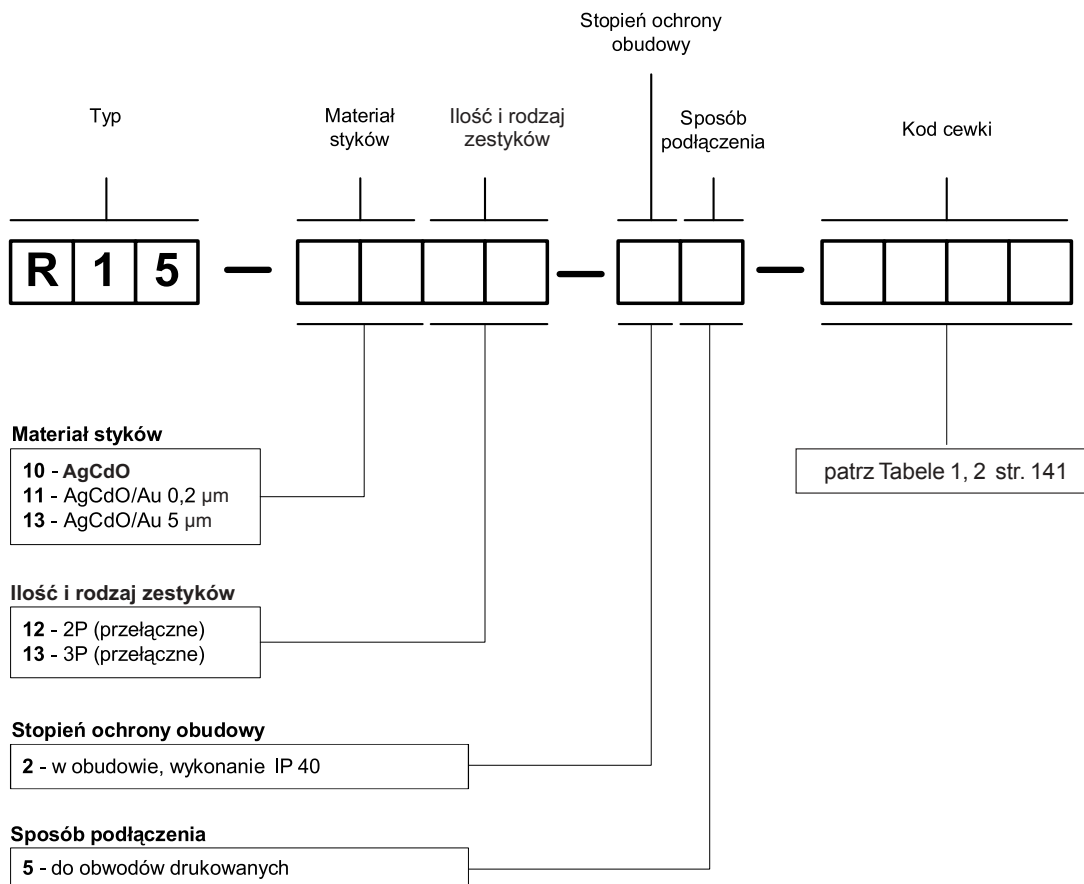 Stopień ochrony
obudowy
Typ
Materiał
styków
Ilość i rodzaj
zestyków
Sposób
podłączenia
Kod cewki
R 1 5 — — —
Materiał styków
10 - AgCdO
11 - AgCdO/Au 0,2 µm
13 - AgCdO/Au 5 µm
patrz Tabele 1, 2 str. 141
Ilość i rodzaj zestyków
12 - 2P (przełączne)
13 - 3P (przełączne)
Stopień ochrony obudowy
2 - w obudowie, wykonanie IP 40
Sposób podłączenia
5 - do obwodów drukowanych